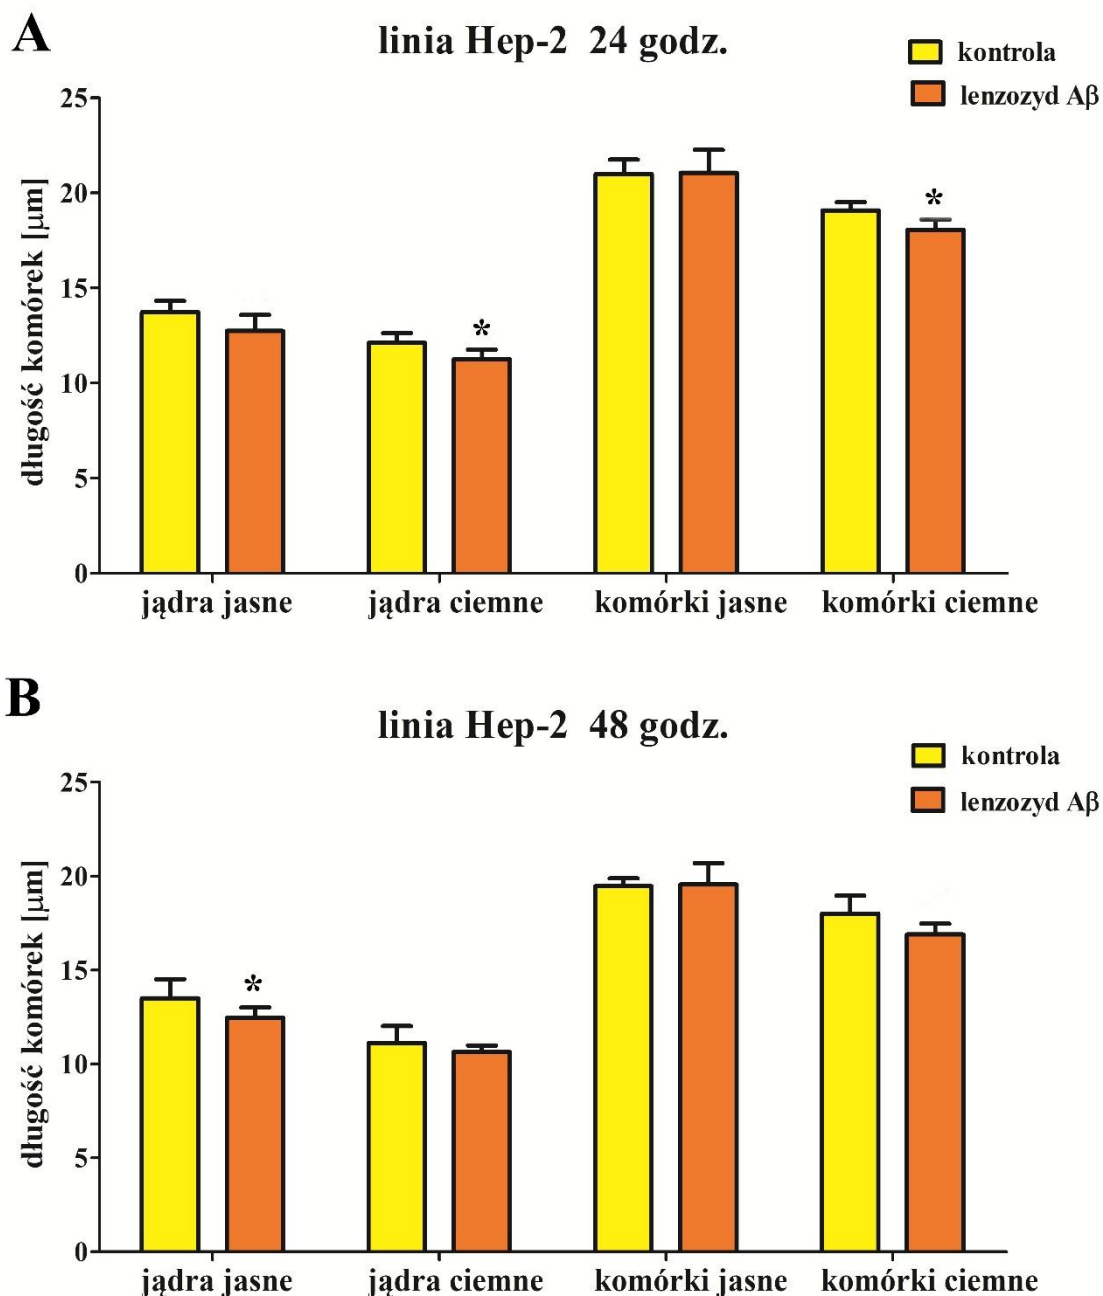 A
linia Hep-2 24 godz.
kontrola
lenzozyd Aβ
długość komórek [μm]
25
20
15
10
5
0
*
*
jądra jasne
jądra ciemne
komórki jasne
komórki ciemne
B
linia Hep-2 48 godz.
kontrola
lenzozyd Aβ
długość komórek [μm]
25
20
15
10
5
0
*
jądra jasne
jądra ciemne
komórki jasne
komórki ciemne